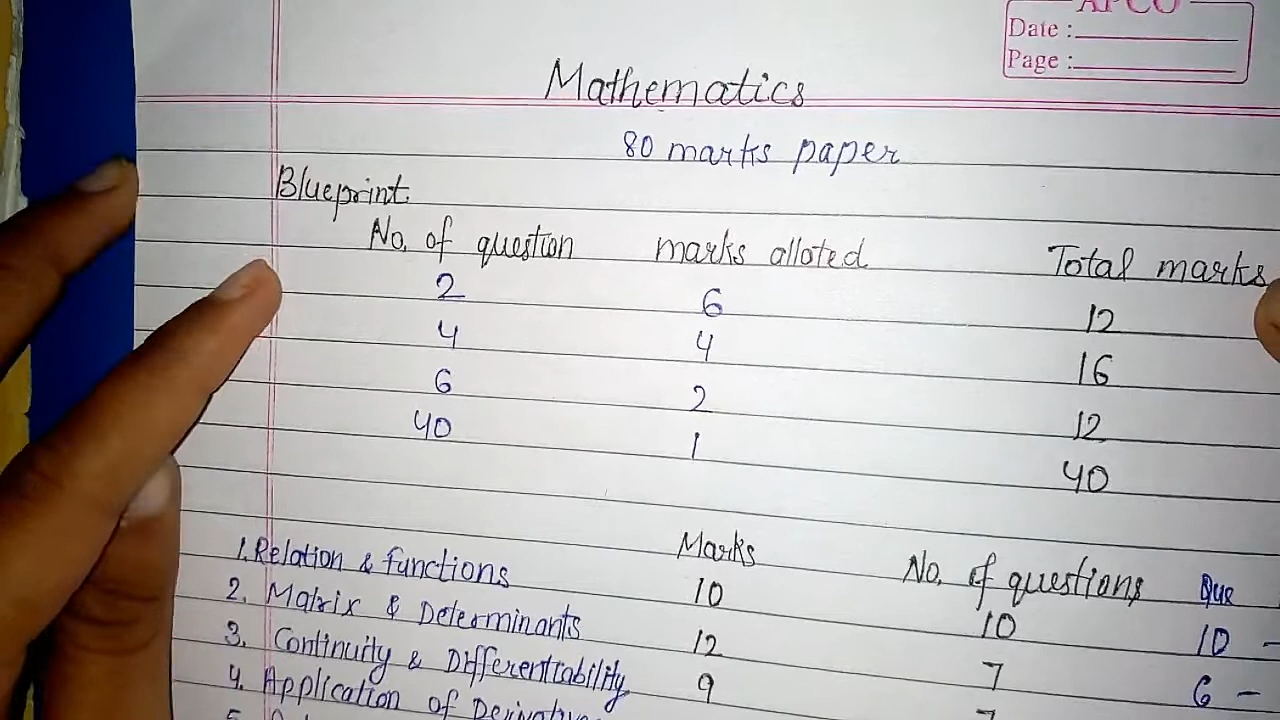 APCO
Date :
Page :
Mathematics
80 marks paper
Blueprint.
No. of question marks alloted Total marks
2 6 12
4 4 16
6 2 12
40 1 40
Marks No. of questions Que
1. Relation & functions 10 10 10 -
2. Matrix & Determinants 12 7 6 -
3. Continuity & Differentiability 9
4. Application of